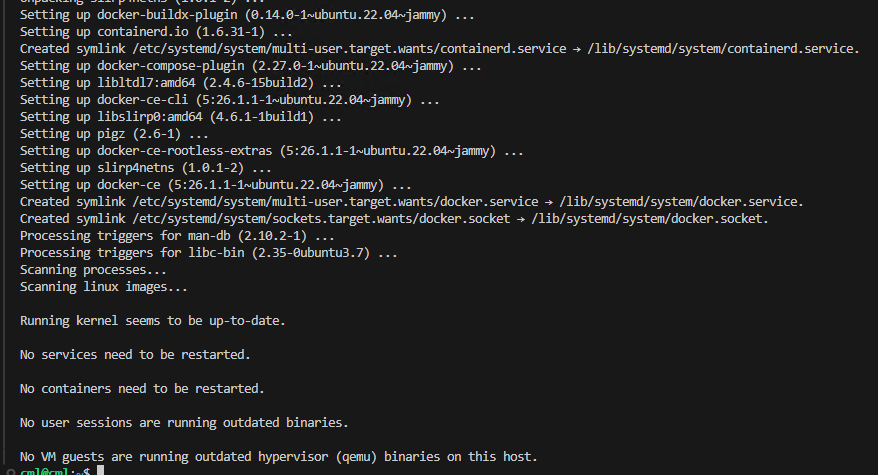 Unpacking slirp4netns (1.0.1-2) ...
Setting up docker-buildx-plugin (0.14.0-1~ubuntu.22.04~jammy) ...
Setting up containerd.io (1.6.31-1) ...
Created symlink /etc/systemd/system/multi-user.target.wants/containerd.service → /lib/systemd/system/containerd.service.
Setting up docker-compose-plugin (2.27.0-1~ubuntu.22.04~jammy) ...
Setting up libltdl7:amd64 (2.4.6-15build2) ...
Setting up docker-ce-cli (5:26.1.1-1~ubuntu.22.04~jammy) ...
Setting up libslirp0:amd64 (4.6.1-1build1) ...
Setting up pigz (2.6-1) ...
Setting up docker-ce-rootless-extras (5:26.1.1-1~ubuntu.22.04~jammy) ...
Setting up slirp4netns (1.0.1-2) ...
Setting up docker-ce (5:26.1.1-1~ubuntu.22.04~jammy) ...
Created symlink /etc/systemd/system/multi-user.target.wants/docker.service → /lib/systemd/system/docker.service.
Created symlink /etc/systemd/system/sockets.target.wants/docker.socket → /lib/systemd/system/docker.socket.
Processing triggers for man-db (2.10.2-1) ...
Processing triggers for libc-bin (2.35-0ubuntu3.7) ...
Scanning processes...
Scanning linux images...
Running kernel seems to be up-to-date.
No services need to be restarted.
No containers need to be restarted.
No user sessions are running outdated binaries.
No VM guests are running outdated hypervisor (qemu) binaries on this host.
cml@cml:~$